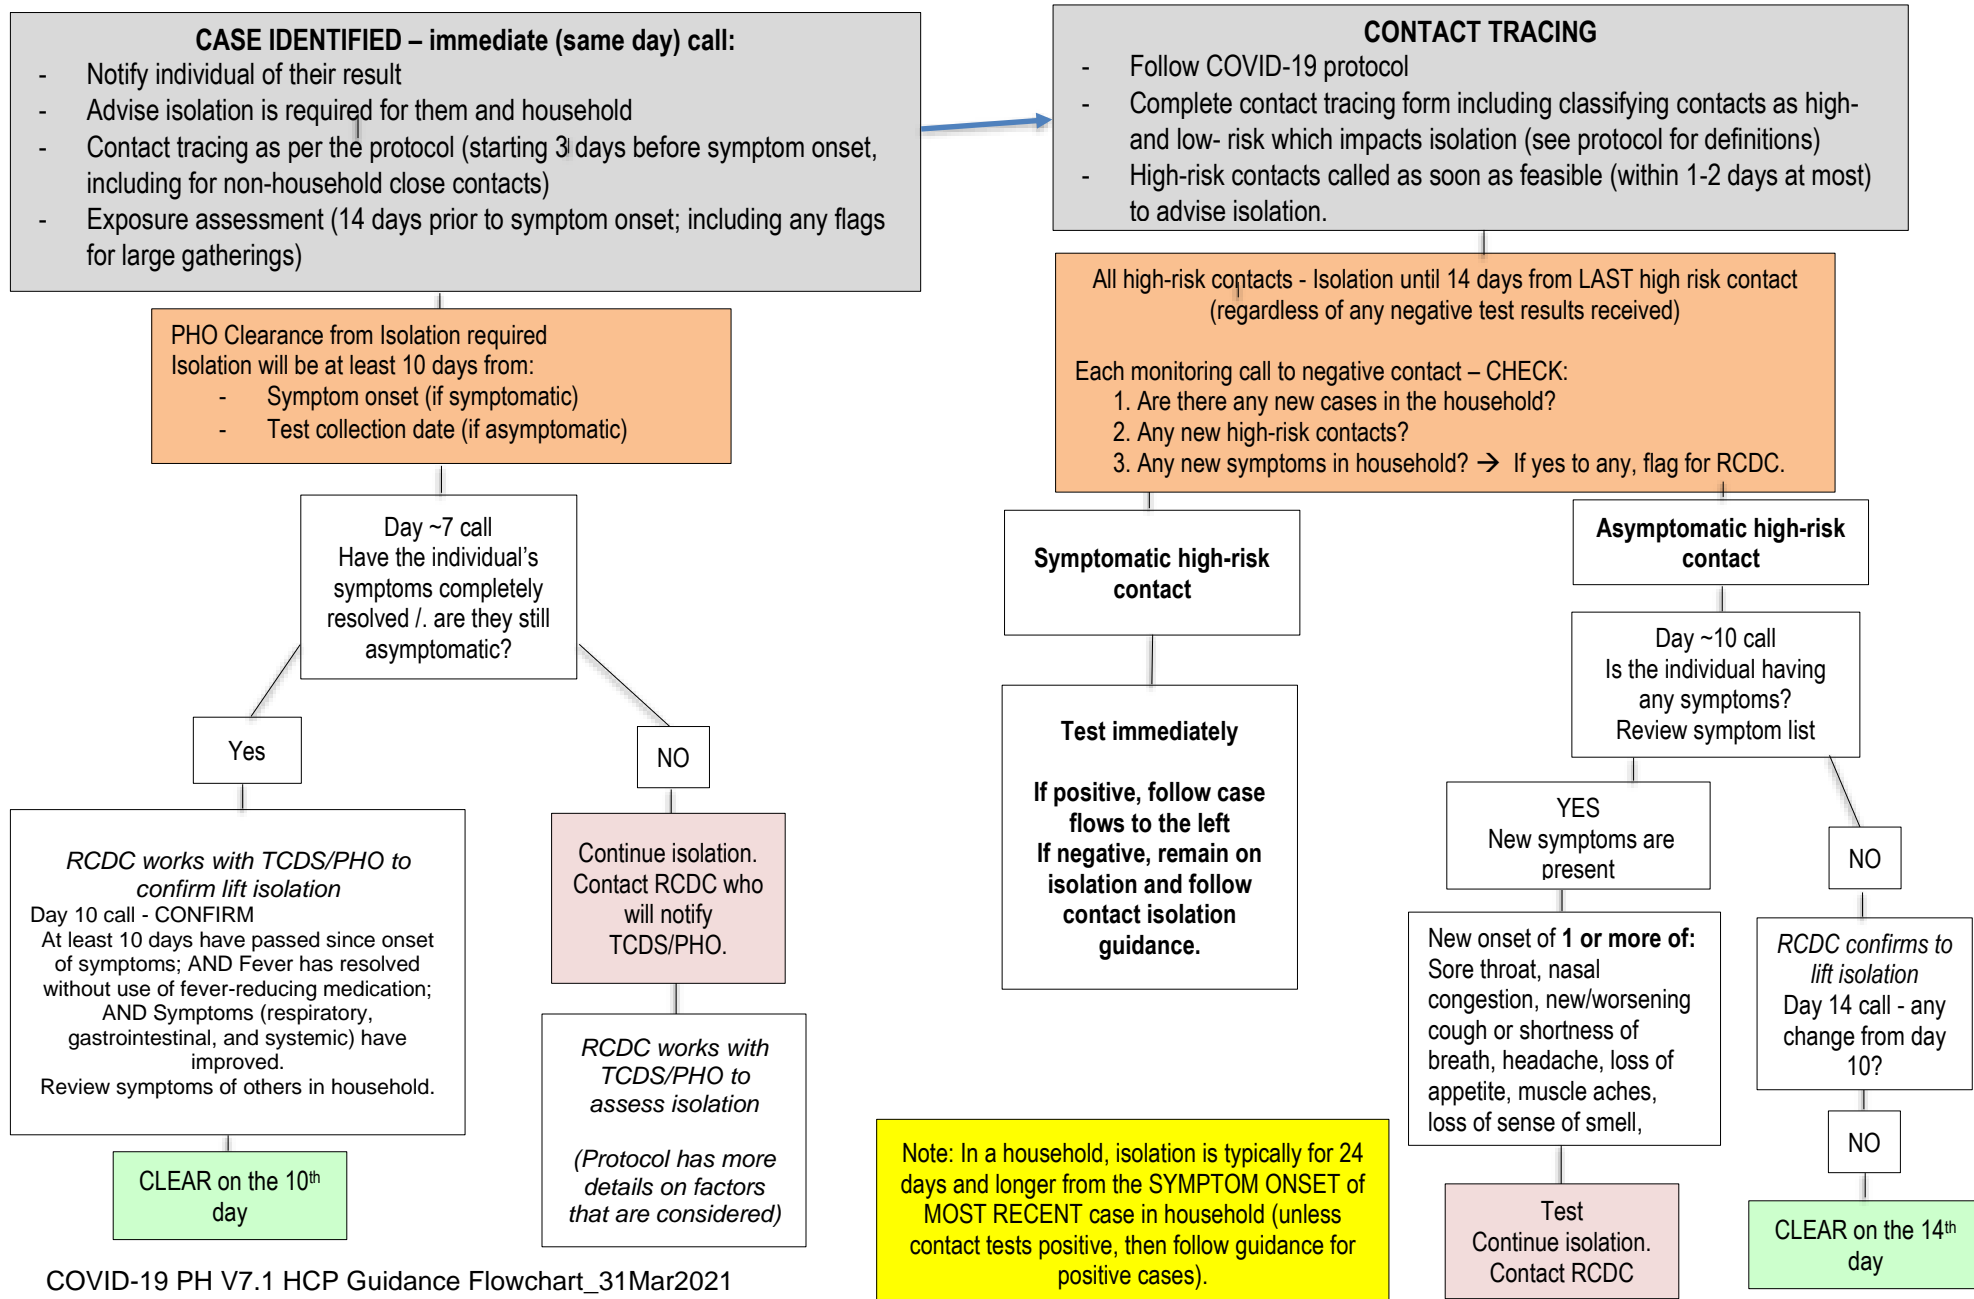 CASE IDENTIFIED – immediate (same day) call:
- Notify individual of their result
- Advise isolation is required for them and household
- Contact tracing as per the protocol (starting 3 days before symptom onset,
including for non-household close contacts)
- Exposure assessment (14 days prior to symptom onset; including any flags
for large gatherings)
CONTACT TRACING
- Follow COVID-19 protocol
- Complete contact tracing form including classifying contacts as high-
and low- risk which impacts isolation (see protocol for definitions)
- High-risk contacts called as soon as feasible (within 1-2 days at most)
to advise isolation.
PHO Clearance from Isolation required
Isolation will be at least 10 days from:
- Symptom onset (if symptomatic)
- Test collection date (if asymptomatic)
All high-risk contacts - Isolation until 14 days from LAST high risk contact
(regardless of any negative test results received)
Each monitoring call to negative contact – CHECK:
1. Are there any new cases in the household?
2. Any new high-risk contacts?
3. Any new symptoms in household? → If yes to any, flag for RCDC.
Day ~7 call
Have the individual's
symptoms completely
resolved /. are they still
asymptomatic?
Yes
NO
RCDC works with TCDS/PHO to
confirm lift isolation
Day 10 call - CONFIRM
At least 10 days have passed since onset
of symptoms; AND Fever has resolved
without use of fever-reducing medication;
AND Symptoms (respiratory,
gastrointestinal, and systemic) have
improved.
Review symptoms of others in household.
CLEAR on the 10th
day
Continue isolation.
Contact RCDC who
will notify
TCDS/PHO.
RCDC works with
TCDS/PHO to
assess isolation
(Protocol has more
details on factors
that are considered)
Symptomatic high-risk
contact
Test immediately
If positive, follow case
flows to the left
If negative, remain on
isolation and follow
contact isolation
guidance.
Asymptomatic high-risk
contact
Day ~10 call
Is the individual having
any symptoms?
Review symptom list
YES
New symptoms are
present
NO
New onset of 1 or more of:
Sore throat, nasal
congestion, new/worsening
cough or shortness of
breath, headache, loss of
appetite, muscle aches,
loss of sense of smell,
RCDC confirms to
lift isolation
Day 14 call - any
change from day
10?
NO
Test
Continue isolation.
Contact RCDC
CLEAR on the 14th
day
Note: In a household, isolation is typically for 24
days and longer from the SYMPTOM ONSET of
MOST RECENT case in household (unless
contact tests positive, then follow guidance for
positive cases).
COVID-19 PH V7.1 HCP Guidance Flowchart_31Mar2021